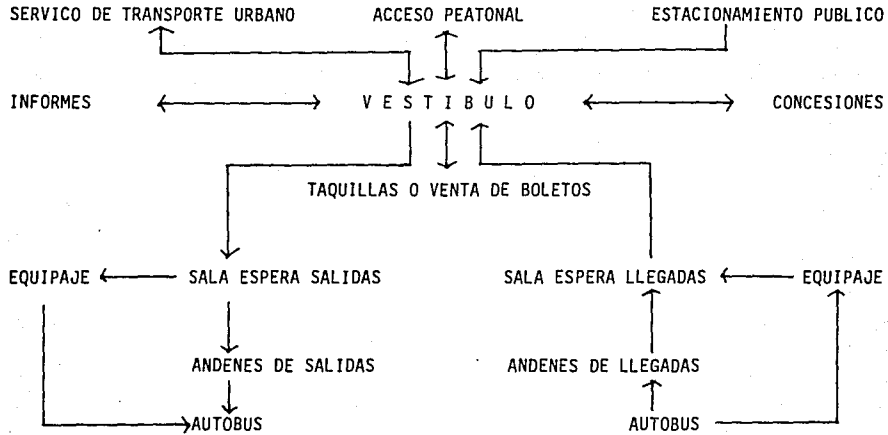 SERVICO DE TRANSPORTE URBANO ACCESO PEATONAL ESTACIONAMIENTO PUBLICO
INFORMES V E S T I B U L O CONCESIONES
TAQUILLAS O VENTA DE BOLETOS
EQUIPAJE SALA ESPERA SALIDAS SALA ESPERA LLEGADAS EQUIPAJE
ANDENES DE SALIDAS ANDENES DE LLEGADAS
AUTOBUS AUTOBUS